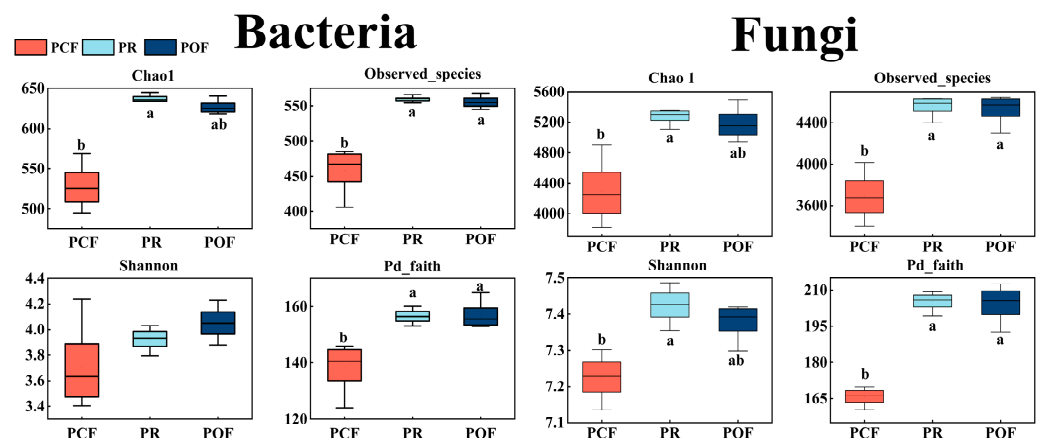 Bacteria
Fungi
PCF PR POF
Chao1
650
600
550
500
b
a
ab
PCF PR POF
Observed_species
550
500
450
400
b
a
a
PCF PR POF
Chao 1
5600
5200
4800
4400
4000
b
a
ab
PCF PR POF
Observed_species
4400
4000
3600
b
a
a
PCF PR POF
Shannon
4.4
4.2
4.0
3.8
3.6
3.4
PCF PR POF
Pd_faith
160
140
120
b
a
a
PCF PR POF
Shannon
7.5
7.4
7.3
7.2
7.1
b
a
ab
PCF PR POF
Pd_faith
210
195
165
b
a
a
PCF PR POF